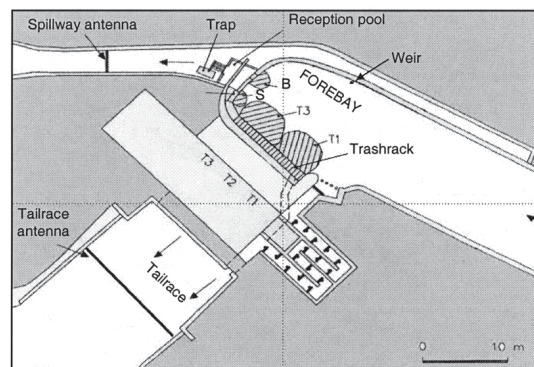 Spillway antenna
Reception pool
Trap
Weir
FOREBAY
B
S
T3
T1
Trashrack
T3
T2
T1
Tailrace
antenna
Tailrace
0 10 m